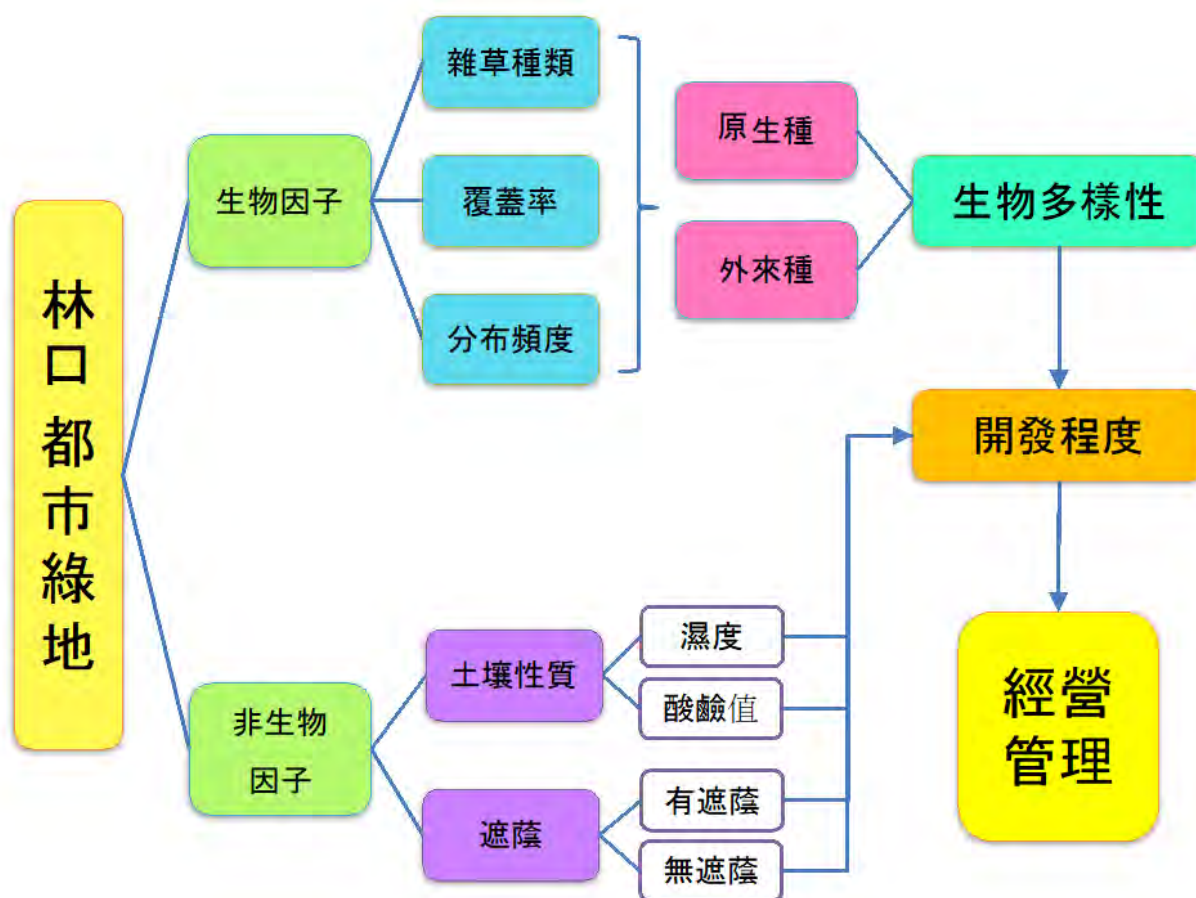 林口都市綠地
生物因子
雜草種類
覆蓋率
分布頻度
原生種
外來種
生物多樣性
開發程度
經營
管理
非生物
因子
土壤性質
遮蔭
濕度
酸鹼值
有遮蔭
無遮蔭